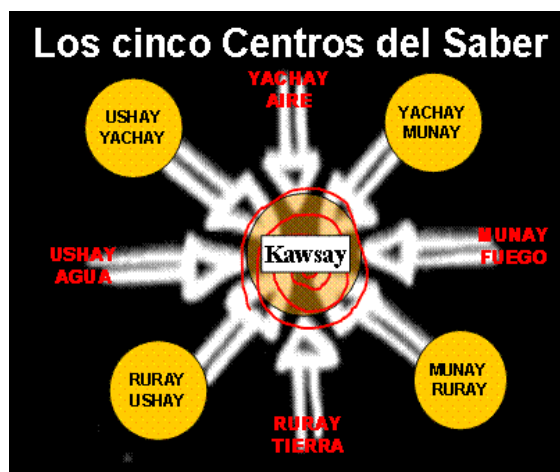 Los cinco Centros del Saber
YACHAY
AIRE
USHAY
YACHAY
YACHAY
MUNAY
USHAY
AGUA
Kawsay
MUNAY
FUEGO
RURAY
USHAY
MUNAY
RURAY
RURAY
TIERRA